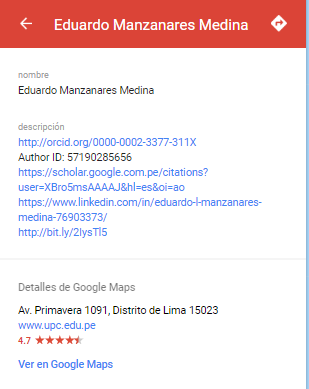 Eduardo Manzanares Medina
nombre
Eduardo Manzanares Medina
descripción
http://orcid.org/0000-0002-3377-311X
Author ID: 57190285656
https://scholar.google.com.pe/citations?
user=XBro5msAAAAJ&hl=es&oi=ao
https://www.linkedin.com/in/eduardo-l-manzanares-
medina-76903373/
http://bit.ly/2IysTl5
Detalles de Google Maps
Av. Primavera 1091, Distrito de Lima 15023
www.upc.edu.pe
4.7
Ver en Google Maps